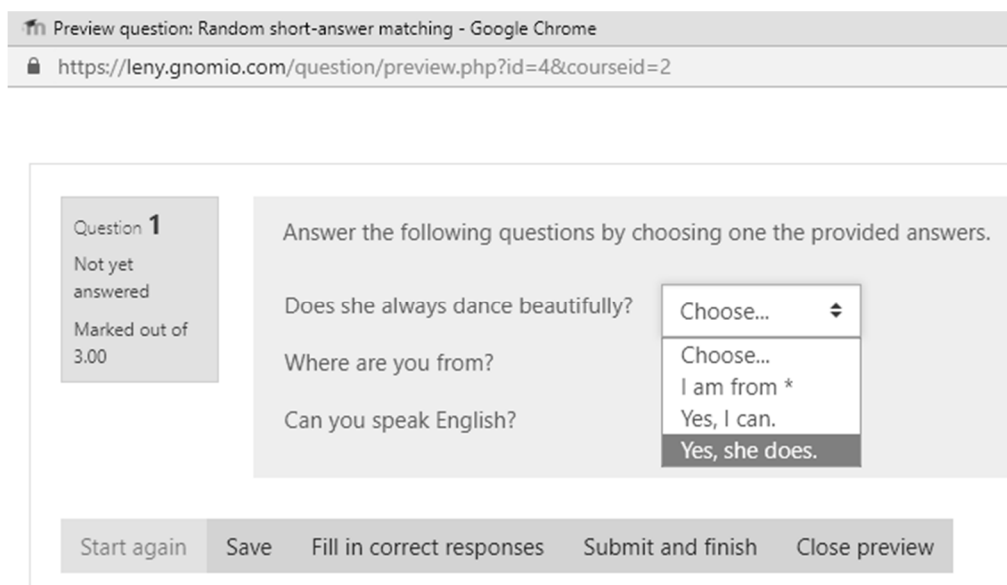 Preview question: Random short-answer matching - Google Chrome
https://leny.gnomio.com/question/preview.php?id=4&courseid=2
Question 1
Not yet
answered
Marked out of
3.00
Answer the following questions by choosing one the provided answers.
Does she always dance beautifully?
Choose...
Choose...
I am from *
Yes, I can.
Yes, she does.
Where are you from?
Can you speak English?
Start again Save Fill in correct responses Submit and finish Close preview